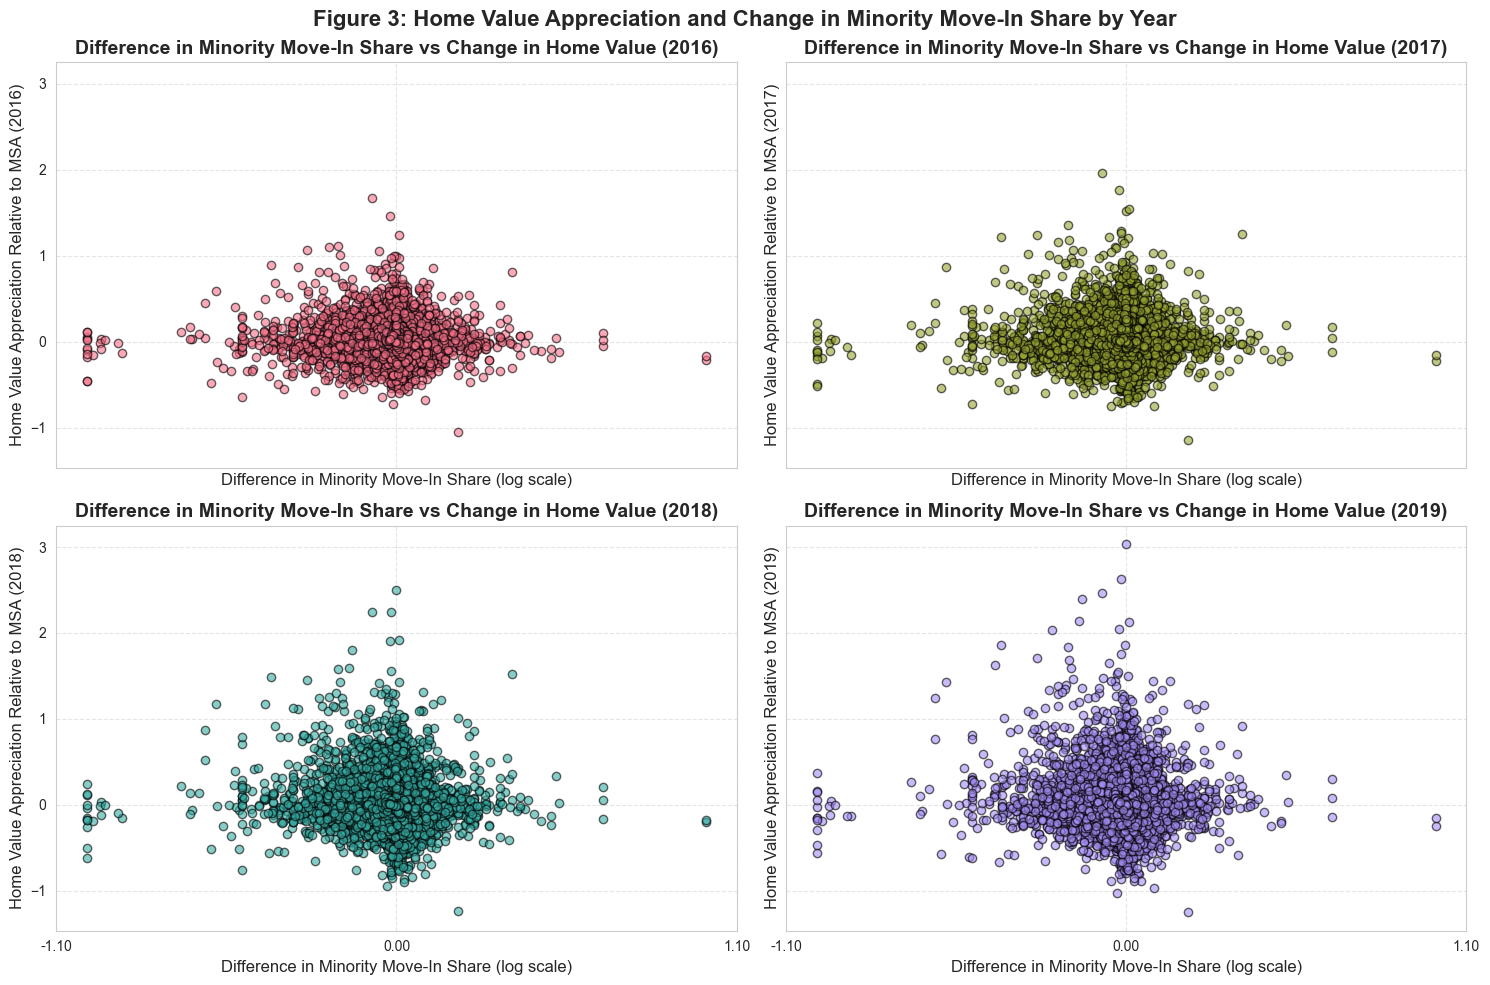 Figure 3: Home Value Appreciation and Change in Minority Move-In Share by Year
Difference in Minority Move-In Share vs Change in Home Value (2016)
Home Value Appreciation Relative to MSA (2016)
3
2
1
0
−1
Difference in Minority Move-In Share (log scale)
Difference in Minority Move-In Share vs Change in Home Value (2017)
Home Value Appreciation Relative to MSA (2017)
Difference in Minority Move-In Share (log scale)
Difference in Minority Move-In Share vs Change in Home Value (2018)
Home Value Appreciation Relative to MSA (2018)
3
2
1
0
−1
-1.10
0.00
1.10
Difference in Minority Move-In Share (log scale)
Difference in Minority Move-In Share vs Change in Home Value (2019)
Home Value Appreciation Relative to MSA (2019)
-1.10
0.00
1.10
Difference in Minority Move-In Share (log scale)